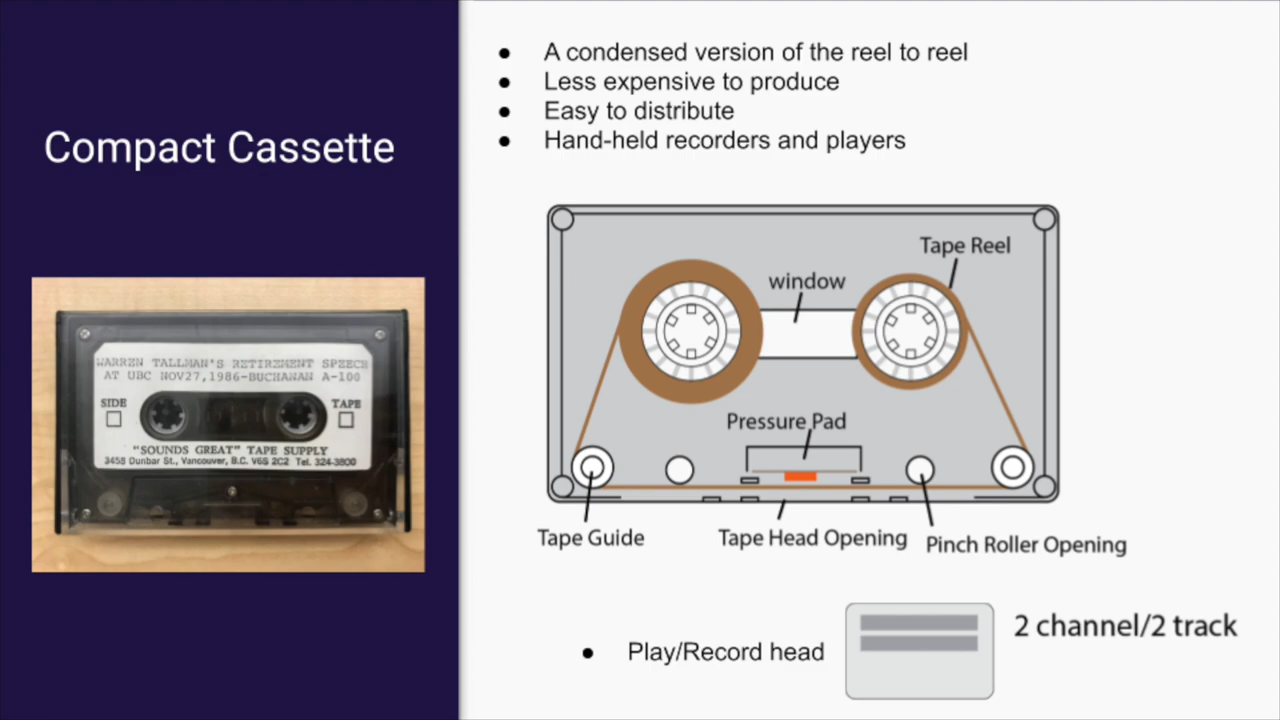 Compact Cassette
WARREN TALLMAN'S RETIREMENT SPEECH
AT UBC NOV27,1986-BUCHANAN A-100
SIDE
TAPE
"SOUNDS GREAT" TAPE SUPPLY
3458 Dunbar St., Vancouver, B.C. V6S 2C2 Tel. 324-3800
● A condensed version of the reel to reel
● Less expensive to produce
● Easy to distribute
● Hand-held recorders and players
Tape Reel
window
Pressure Pad
Tape Guide
Tape Head Opening
Pinch Roller Opening
● Play/Record head
2 channel/2 track